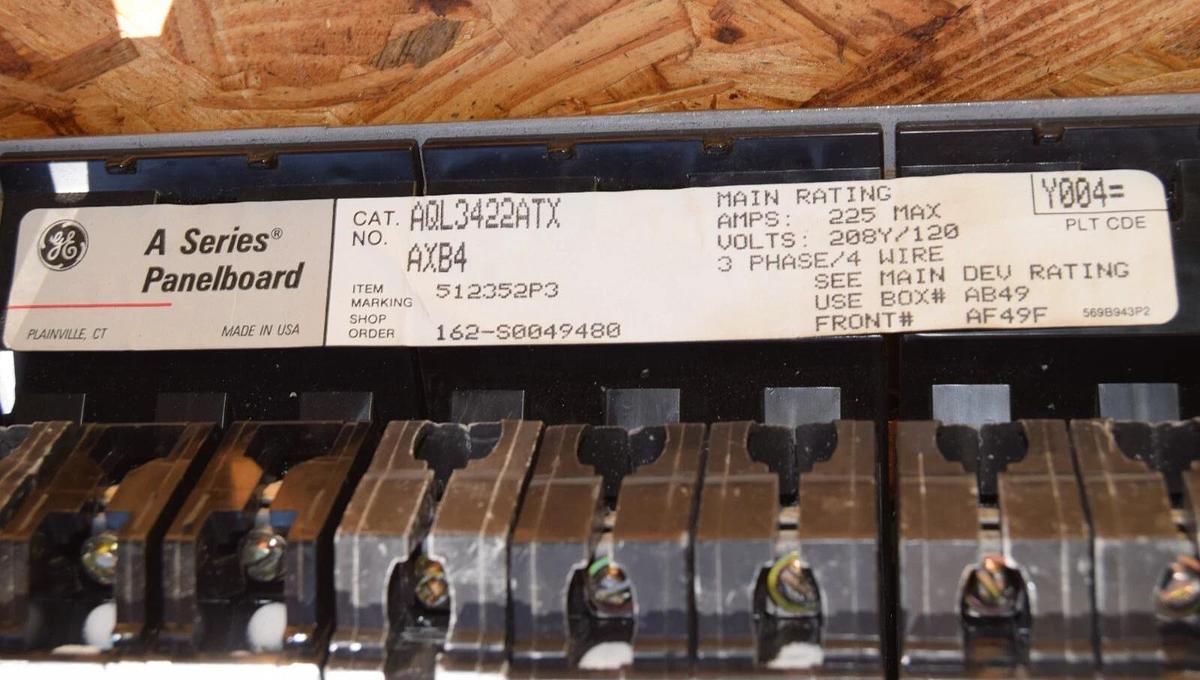 GE
A Series®
Panelboard
PLAINVILLE, CT
MADE IN USA
CAT. NO. AQL3422ATX
AXB4
ITEM MARKING 512352P3
SHOP ORDER 162-S0049480
MAIN RATING
AMPS: 225 MAX
VOLTS: 208Y/120
3 PHASE/4 WIRE
SEE MAIN DEV RATING
USE BOX# AB49
FRONT# AF49F
Y004=
PLT CDE
569B943P2